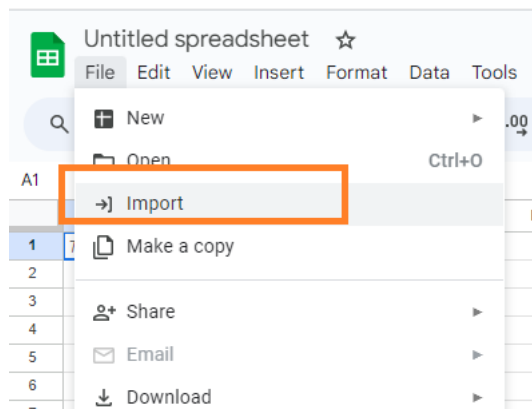 Untitled spreadsheet
File Edit View Insert Format Data Tools
New
.00
Open Ctrl+O
A1
Import
1
Make a copy
2
3
Share
4
5 Email
6
Download